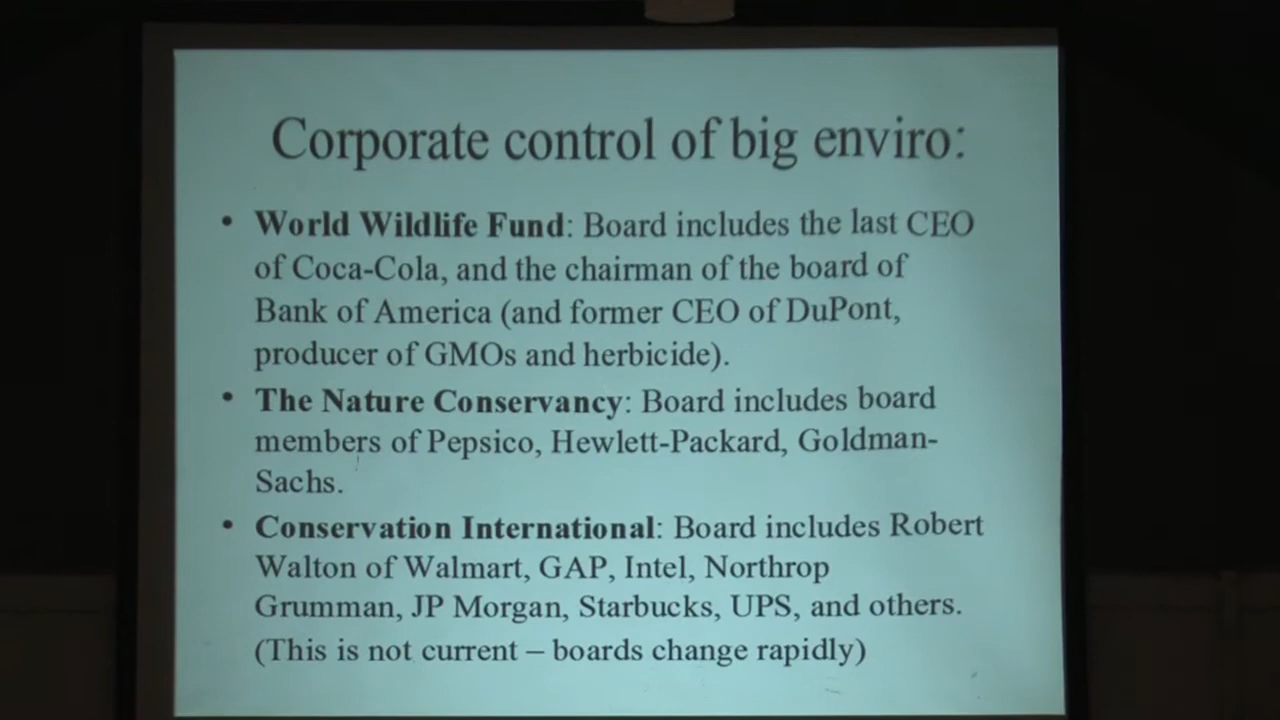 Corporate control of big enviro:
• World Wildlife Fund: Board includes the last CEO
of Coca-Cola, and the chairman of the board of
Bank of America (and former CEO of DuPont,
producer of GMOs and herbicide).
• The Nature Conservancy: Board includes board
members of Pepsico, Hewlett-Packard, Goldman-
Sachs.
• Conservation International: Board includes Robert
Walton of Walmart, GAP, Intel, Northrop
Grumman, JP Morgan, Starbucks, UPS, and others.
(This is not current – boards change rapidly)